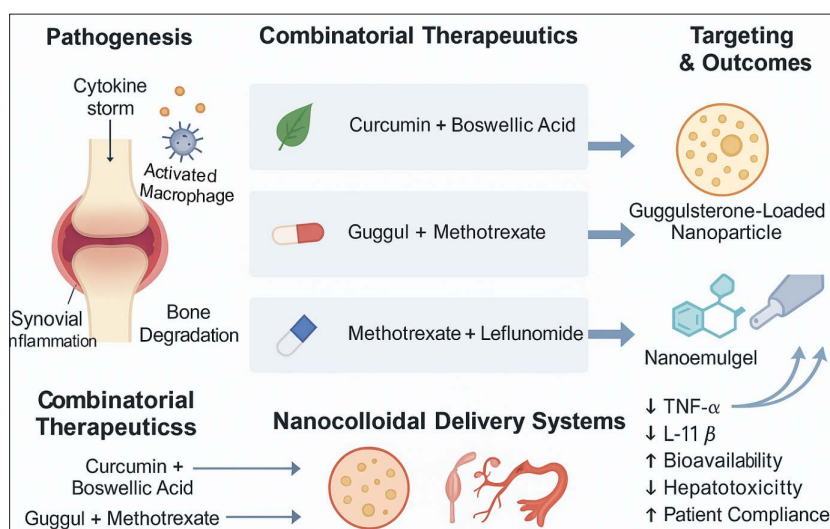 Pathogenesis
Cytokine
storm
Activated
Macrophage
Synovial
nflammation
Bone
Degradation
Combinatorial Therapeuutics
Curcumin + Boswellic Acid
Guggul + Methotrexate
Methotrexate + Leflunomide
Targeting
& Outcomes
Guggulsterone-Loaded
Nanoparticle
Nanoemulgel
↓ TNF-α
↓ L-11 β
↑ Bioavailability
↓ Hepatotoxicitty
↑ Patient Compliance
Combinatorial
Therapeuticss
Curcumin +
Boswellic Acid
Guggul + Methotrexate
Nanocolloidal Delivery Systems